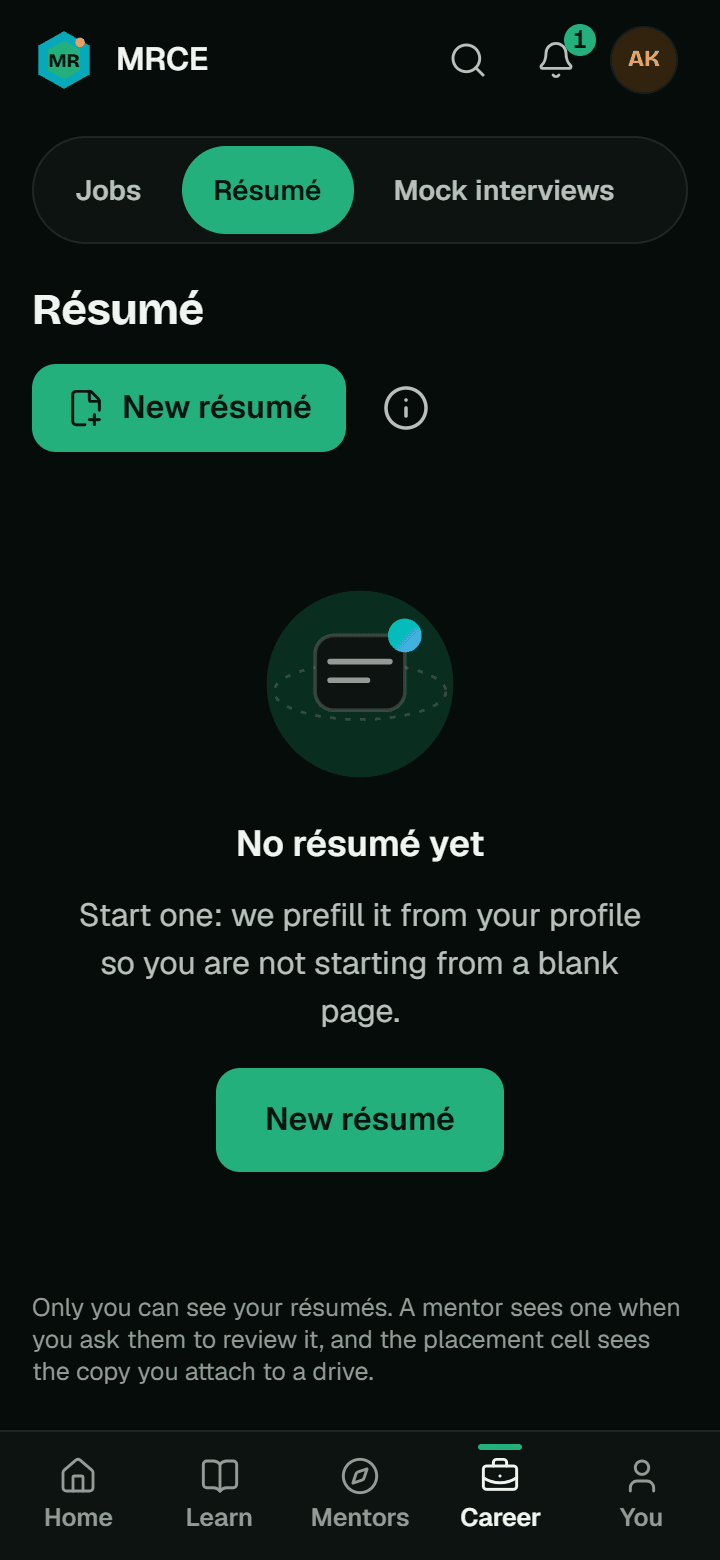 MR
MRCE
1
AK
Jobs
Résumé
Mock interviews
Résumé
New résumé
No résumé yet
Start one: we prefill it from your profile
so you are not starting from a blank
page.
New résumé
Only you can see your résumés. A mentor sees one when
you ask them to review it, and the placement cell sees
the copy you attach to a drive.
Home
Learn
Mentors
Career
You